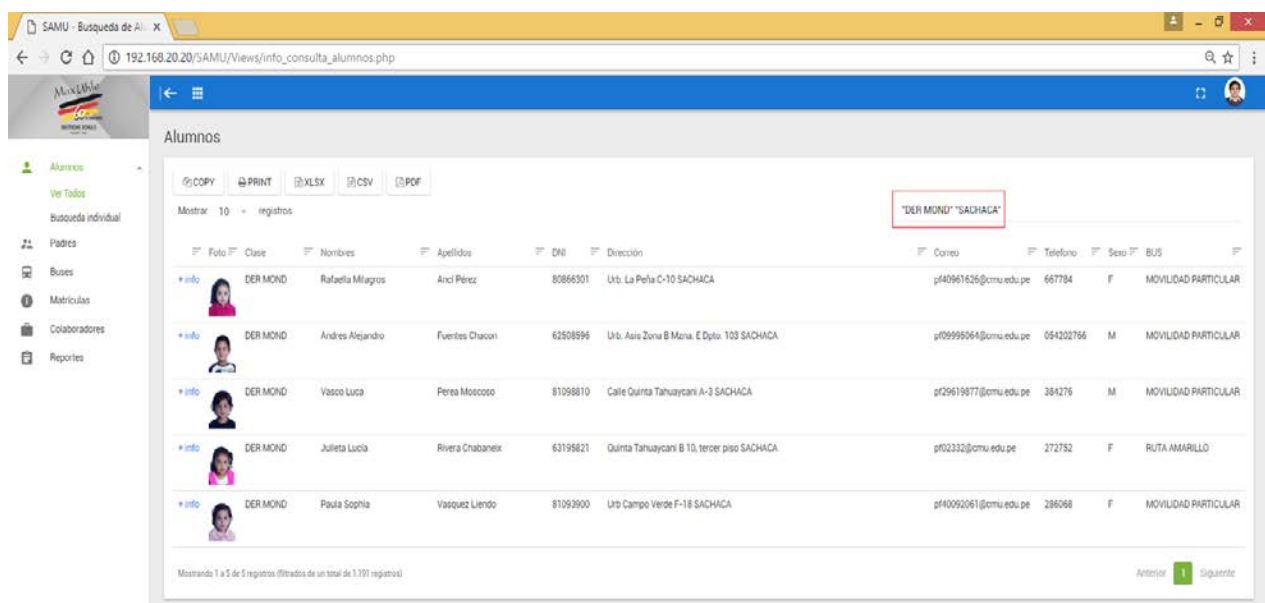 SAMU - Busqueda de Al
192.168.20.20/SAMU/Views/info_consulta_alumnos.php
Max Uhle
Alumnos
Alumnos
Ver Todos
Busqueda individual
Padres
Buses
Matriculas
Colaboradores
Reportes
COPY PRINT XLSX CSV PDF
Mostrar 10 registros
"DER MOND" "SACHACA"
Foto Clase Nombres Apellidos DNI Dirección Correo Telefono Sexo BUS
+ info DER MOND Rafaella Milagros Anci Pérez 80866301 Urb. La Peña C-10 SACHACA pf40961626@cmu.edu.pe 667784 F MOVILIDAD PARTICULAR
+ info DER MOND Andres Alejandro Fuentes Chacon 62508596 Urb. Asis Zona B Mzna. E Dpto. 103 SACHACA pf09995064@cmu.edu.pe 054202766 M MOVILIDAD PARTICULAR
+ info DER MOND Vasco Luca Perea Moscoso 81098810 Calle Quinta Tahuaycani A-3 SACHACA pf29619877@cmu.edu.pe 384276 M MOVILIDAD PARTICULAR
+ info DER MOND Julieta Lucía Rivera Chabaneix 63195821 Quinta Tahuaycani B 10, tercer piso SACHACA pf02332@cmu.edu.pe 272752 F RUTA AMARILLO
+ info DER MOND Paula Sophia Vasquez Liendo 81093900 Urb Campo Verde F-18 SACHACA pf40092061@cmu.edu.pe 286068 F MOVILIDAD PARTICULAR
Mostrando 1 a 5 de 5 registros (filtrados de un total de 1.191 registros)
Anterior 1 Siguiente